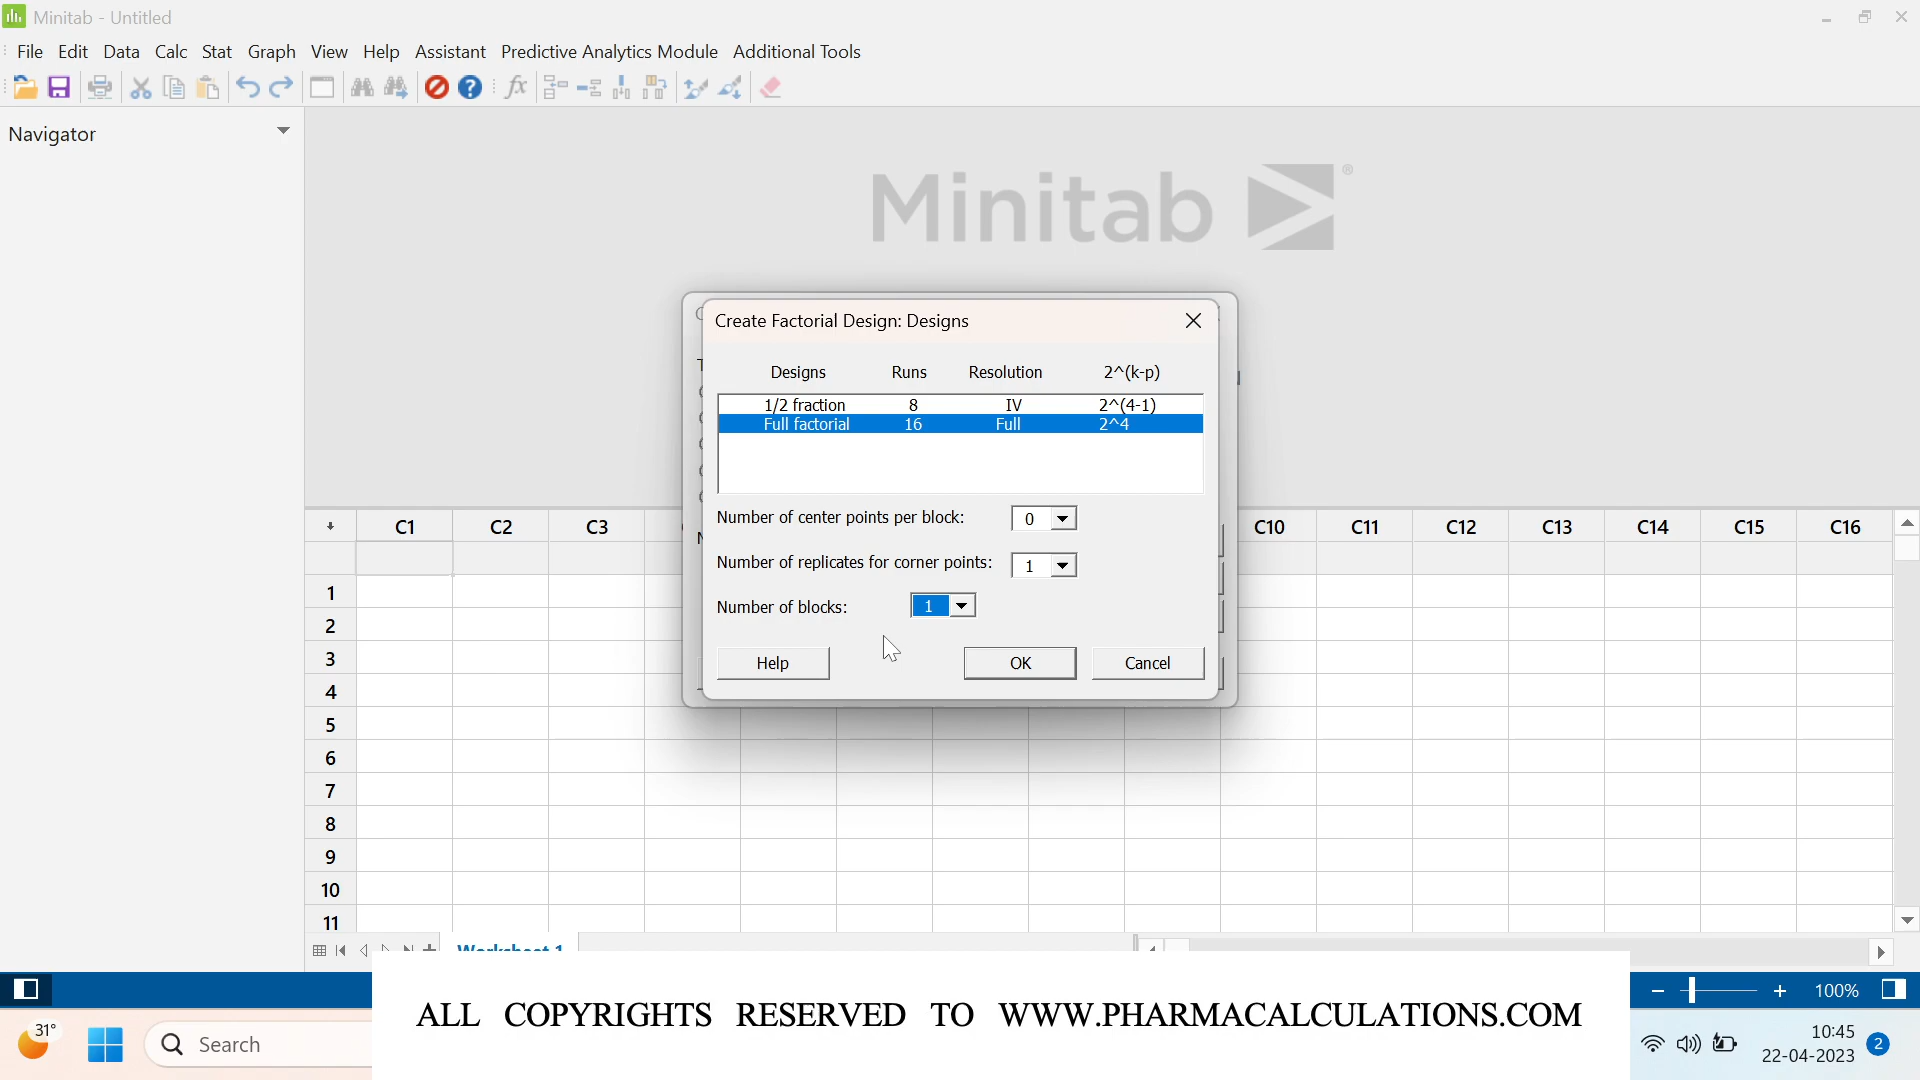 Minitab - Untitled
File Edit Data Calc Stat Graph View Help Assistant Predictive Analytics Module Additional Tools
fx
Navigator
Minitab ®
Create Factorial Design: Designs
Designs Runs Resolution 2^(k-p)
1/2 fraction 8 IV 2^(4-1)
Full factorial 16 Full 2^4
Number of center points per block: 0
Number of replicates for corner points: 1
Number of blocks: 1
Help OK Cancel
C1 C2 C3 C10 C11 C12 C13 C14 C15 C16
1
2
3
4
5
6
7
8
9
10
11
Worksheet 1
100%
ALL COPYRIGHTS RESERVED TO WWW.PHARMACALCULATIONS.COM
31°
Search
10:45
22-04-2023
2